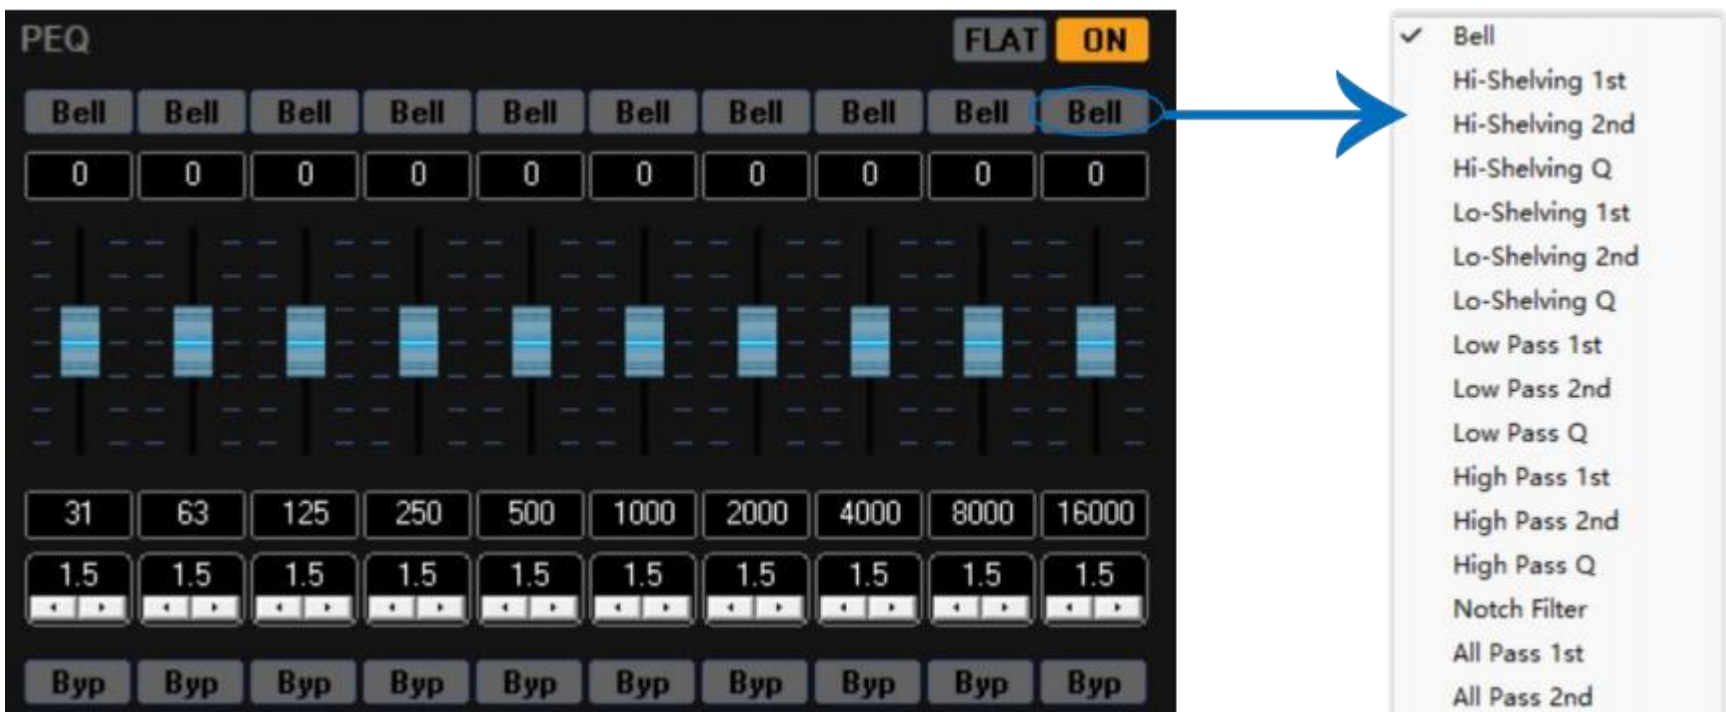 PEQ FLAT ON
Bell Bell Bell Bell Bell Bell Bell Bell Bell Bell
0 0 0 0 0 0 0 0 0 0
31 63 125 250 500 1000 2000 4000 8000 16000
1.5 1.5 1.5 1.5 1.5 1.5 1.5 1.5 1.5 1.5
Byp Byp Byp Byp Byp Byp Byp Byp Byp Byp
Bell
Hi-Shelving 1st
Hi-Shelving 2nd
Hi-Shelving Q
Lo-Shelving 1st
Lo-Shelving 2nd
Lo-Shelving Q
Low Pass 1st
Low Pass 2nd
Low Pass Q
High Pass 1st
High Pass 2nd
High Pass Q
Notch Filter
All Pass 1st
All Pass 2nd